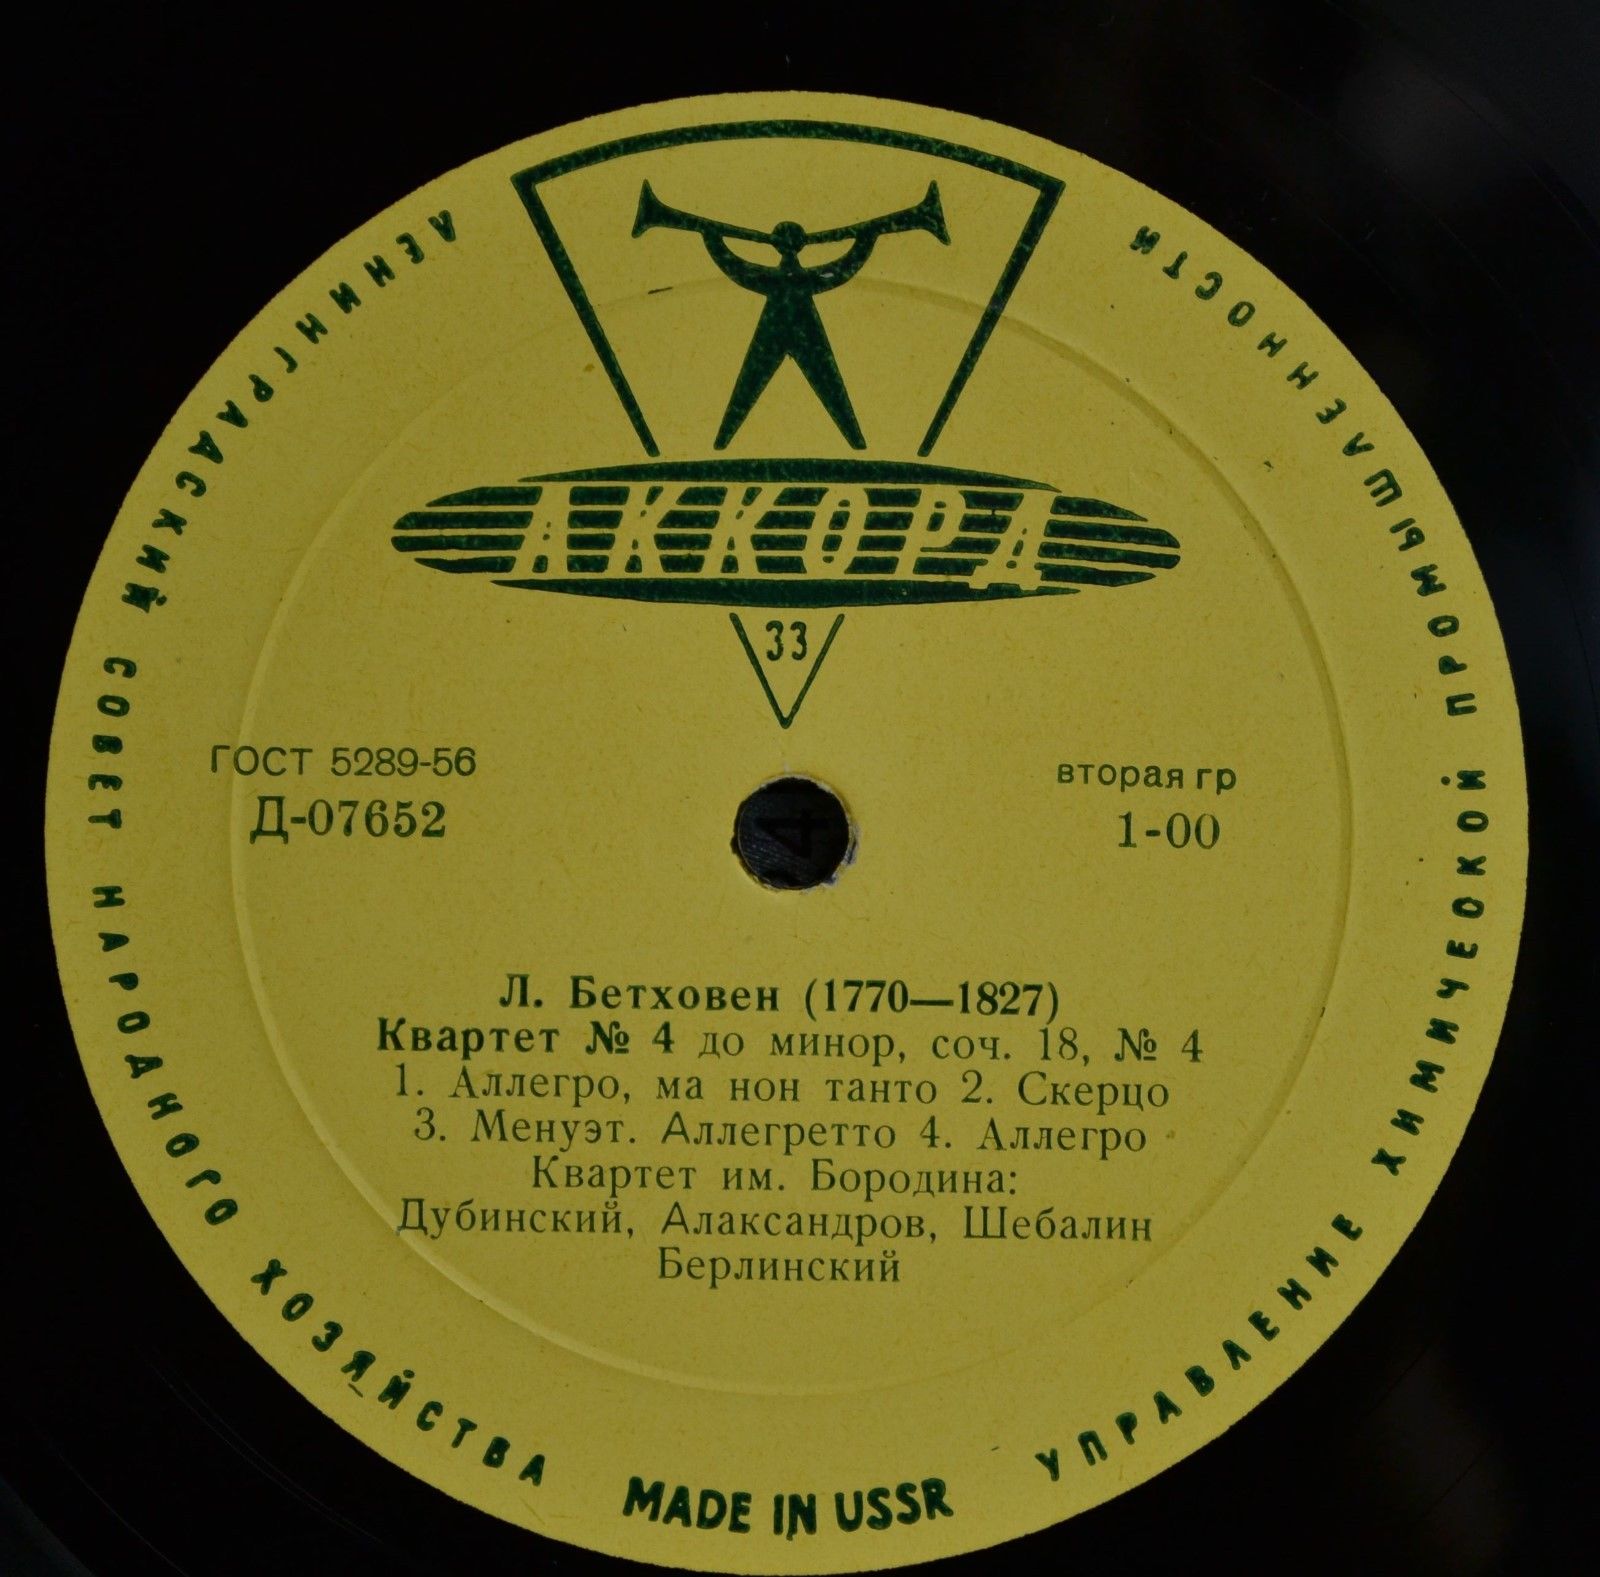 ЛЕНИНГРАДСКИЙ СОВЕТ НАРОДНОГО ХОЗЯЙСТВА
УПРАВЛЕНИЕ ХИМИЧЕСКОЙ ПРОМЫШЛЕННОСТИ
АККОРД
33
ГОСТ 5289-56
Д-07652
вторая гр
1-00
Л. Бетховен (1770—1827)
Квартет № 4 до минор, соч. 18, № 4
1. Аллегро, ма нон танто 2. Скерцо
3. Менуэт. Аллегретто 4. Аллегро
Квартет им. Бородина:
Дубинский, Алаксандров, Шебалин
Берлинский
MADE IN USSR